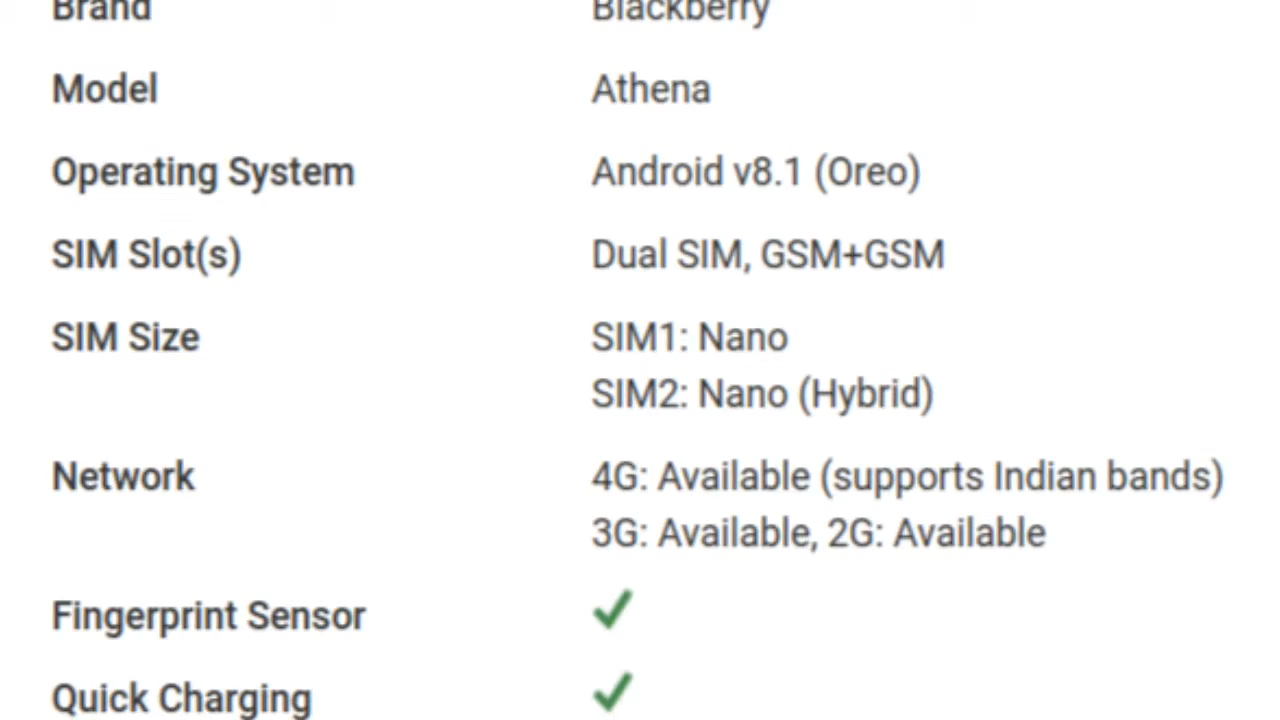 Brand Blackberry
Model Athena
Operating System Android v8.1 (Oreo)
SIM Slot(s) Dual SIM, GSM+GSM
SIM Size SIM1: Nano
SIM2: Nano (Hybrid)
Network 4G: Available (supports Indian bands)
3G: Available, 2G: Available
Fingerprint Sensor
Quick Charging